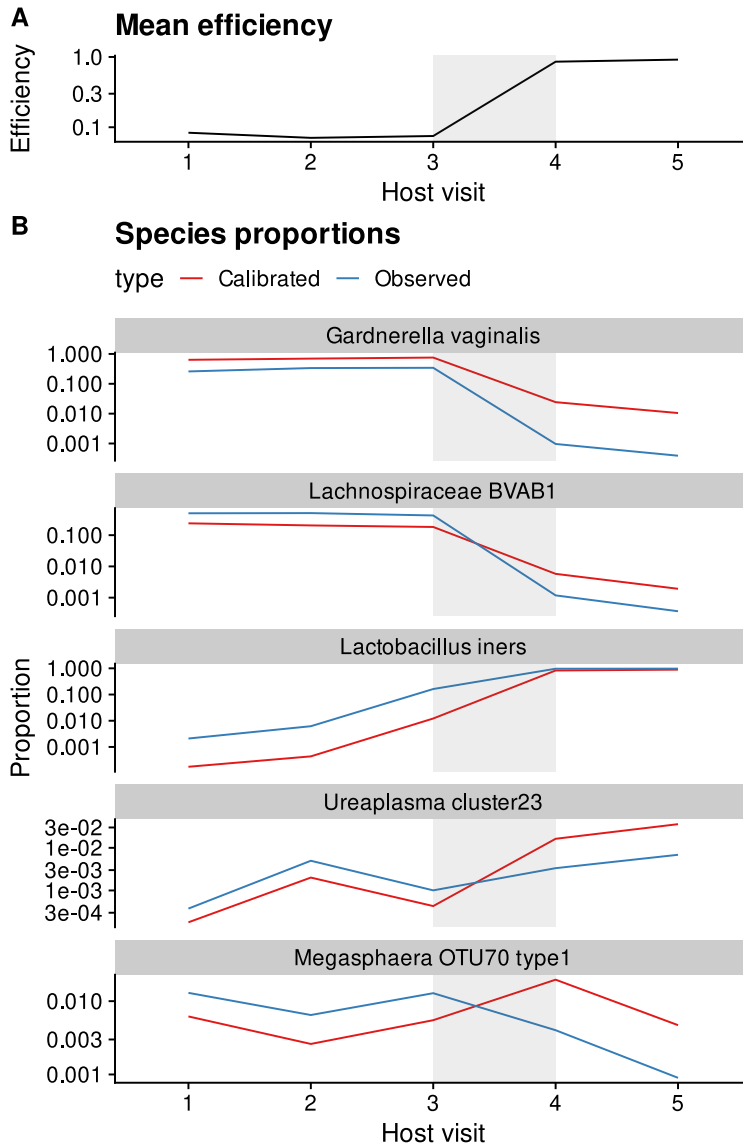 A
Mean efficiency
Efficiency
1.0
0.3
0.1
1 2 3 4 5
Host visit
B
Species proportions
type Calibrated Observed
Proportion
Gardnerella vaginalis
1.000
0.100
0.010
0.001
Lachnospiraceae BVAB1
0.100
0.010
0.001
Lactobacillus iners
1.000
0.100
0.010
0.001
Ureaplasma cluster23
3e-02
1e-02
3e-03
1e-03
3e-04
Megasphaera OTU70 type1
0.010
0.003
0.001
1 2 3 4 5
Host visit